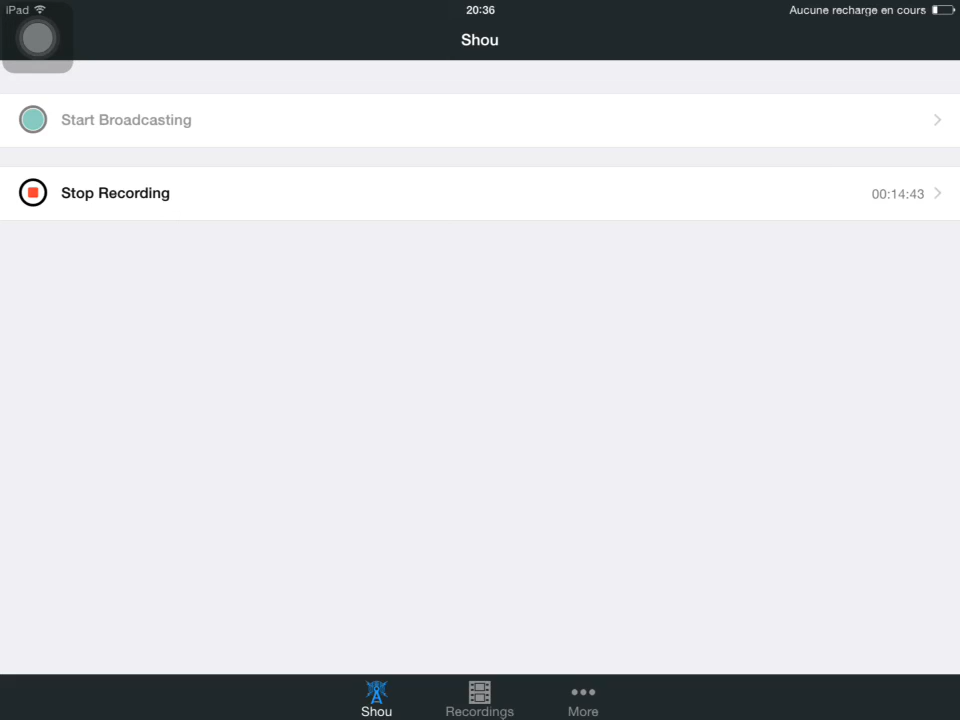 iPad 20:36 Aucune recharge en cours
Shou
Start Broadcasting
Stop Recording 00:14:43
Shou Recordings More